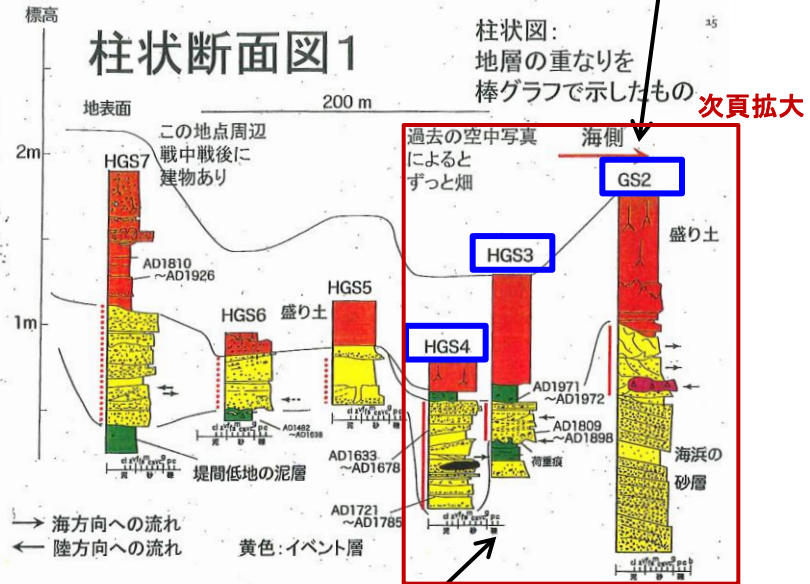 標高
15
柱状断面図1
柱状図:
地層の重なりを
棒グラフで示したもの
次頁拡大
地表面
200 m
この地点周辺
戦中戦後に
建物あり
過去の空中写真
によると
ずっと畑
海側
2m
HGS7
GS2
盛り土
HGS3
AD1810
~AD1926
HGS5
HGS6
盛り土
1m
HGS4
AD1971
~AD1972
AD1809
~AD1898
AD1482
~AD1638
AD1633
~AD1678
荷重痕
海浜の
砂層
堤間低地の泥層
AD1721
~AD1785
泥 砂 礫
→ 海方向への流れ
← 陸方向への流れ
黄色:イベント層